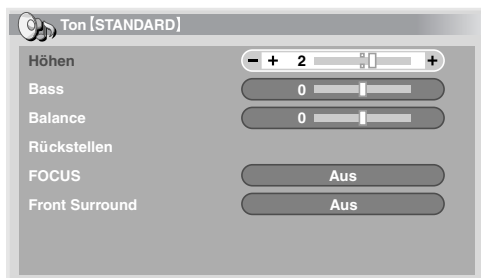 Ton [STANDARD]
Höhen - + 2 +
Bass 0
Balance 0
Rückstellen
FOCUS Aus
Front Surround Aus